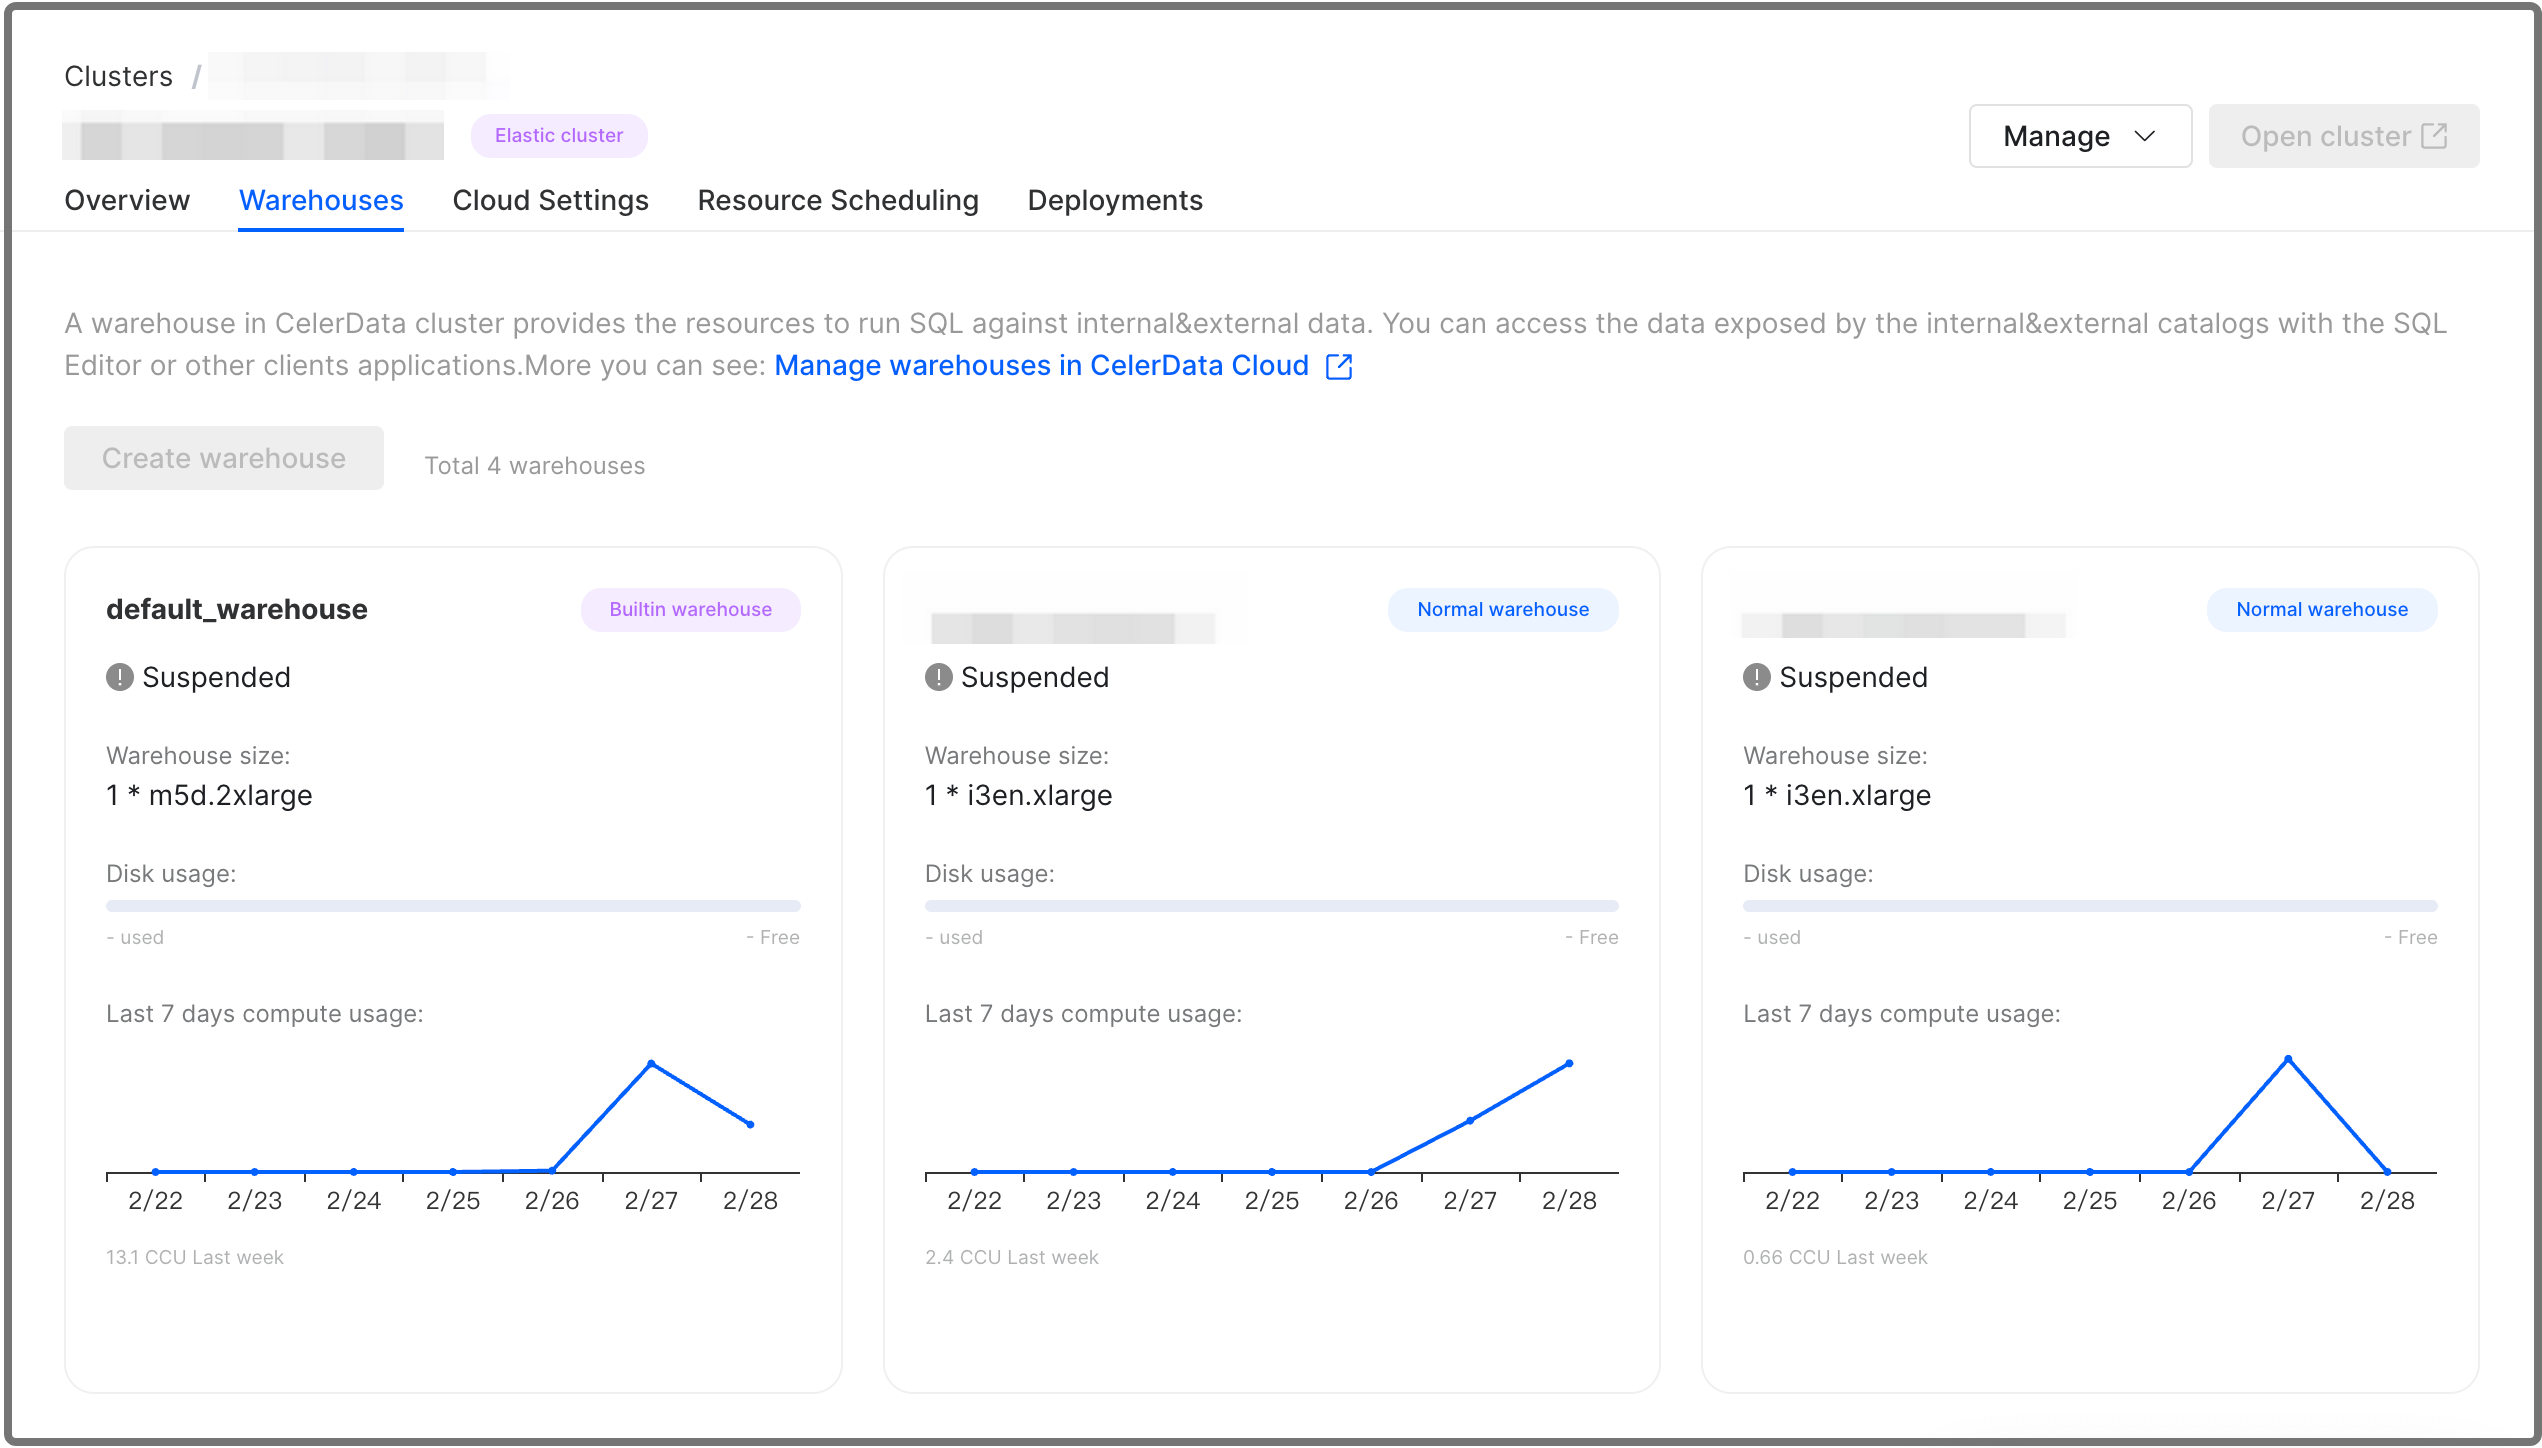 Clusters /
Elastic cluster
Manage
Open cluster
Overview Warehouses Cloud Settings Resource Scheduling Deployments
A warehouse in CelerData cluster provides the resources to run SQL against internal&external data. You can access the data exposed by the internal&external catalogs with the SQL
Editor or other clients applications.More you can see: Manage warehouses in CelerData Cloud
Create warehouse
Total 4 warehouses
default_warehouse
Builtin warehouse
! Suspended
Warehouse size:
1 * m5d.2xlarge
Disk usage:
- used - Free
Last 7 days compute usage:
2/22 2/23 2/24 2/25 2/26 2/27 2/28
13.1 CCU Last week
Normal warehouse
! Suspended
Warehouse size:
1 * i3en.xlarge
Disk usage:
- used - Free
Last 7 days compute usage:
2/22 2/23 2/24 2/25 2/26 2/27 2/28
2.4 CCU Last week
Normal warehouse
! Suspended
Warehouse size:
1 * i3en.xlarge
Disk usage:
- used - Free
Last 7 days compute usage:
2/22 2/23 2/24 2/25 2/26 2/27 2/28
0.66 CCU Last week